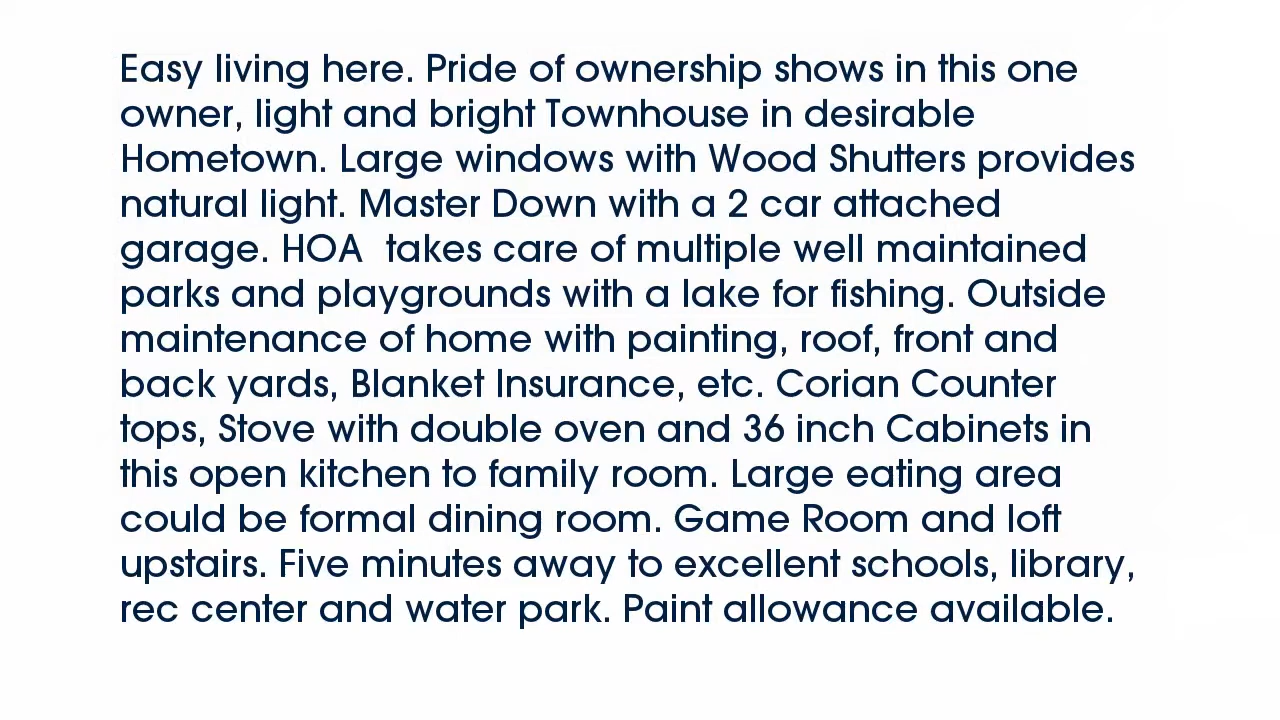 Easy living here. Pride of ownership shows in this one
owner, light and bright Townhouse in desirable
Hometown. Large windows with Wood Shutters provides
natural light. Master Down with a 2 car attached
garage. HOA  takes care of multiple well maintained
parks and playgrounds with a lake for fishing. Outside
maintenance of home with painting, roof, front and
back yards, Blanket Insurance, etc. Corian Counter
tops, Stove with double oven and 36 inch Cabinets in
this open kitchen to family room. Large eating area
could be formal dining room. Game Room and loft
upstairs. Five minutes away to excellent schools, library,
rec center and water park. Paint allowance available.